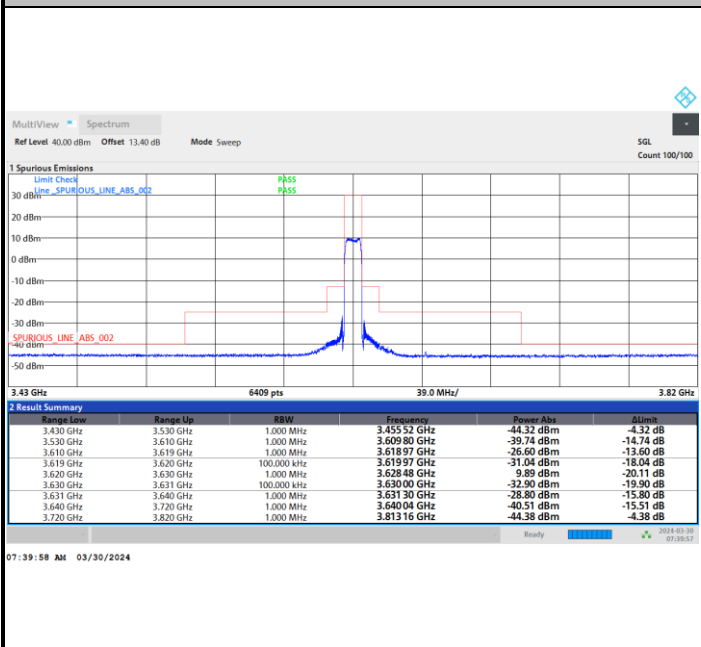 MultiView Spectrum
Ref Level 40.00 dBm Offset 13.40 dB Mode Sweep SGL
Count 100/100
1 Spurious Emissions
Limit Check PASS
Line _SPURIOUS_LINE_ABS_002 PASS
30 dBm
20 dBm
10 dBm
0 dBm
-10 dBm
-20 dBm
-30 dBm
SPURIOUS_LINE_ABS_002
-40 dBm
-50 dBm
3.43 GHz 6409 pts 39.0 MHz/ 3.82 GHz
2 Result Summary
Range Low Range Up RBW Frequency Power Abs ΔLimit
3.430 GHz 3.530 GHz 1.000 MHz 3.455 52 GHz -44.32 dBm -4.32 dB
3.530 GHz 3.610 GHz 1.000 MHz 3.609 80 GHz -39.74 dBm -14.74 dB
3.610 GHz 3.619 GHz 1.000 MHz 3.618 97 GHz -26.60 dBm -13.60 dB
3.619 GHz 3.620 GHz 100.000 kHz 3.619 97 GHz -31.04 dBm -18.04 dB
3.620 GHz 3.630 GHz 1.000 MHz 3.628 48 GHz 9.89 dBm -20.11 dB
3.630 GHz 3.631 GHz 100.000 kHz 3.630 00 GHz -32.90 dBm -19.90 dB
3.631 GHz 3.640 GHz 1.000 MHz 3.631 30 GHz -28.80 dBm -15.80 dB
3.640 GHz 3.720 GHz 1.000 MHz 3.640 04 GHz -40.51 dBm -15.51 dB
3.720 GHz 3.820 GHz 1.000 MHz 3.813 16 GHz -44.38 dBm -4.38 dB
Ready 2024-03-30
07:39:57
07:39:58 AM 03/30/2024